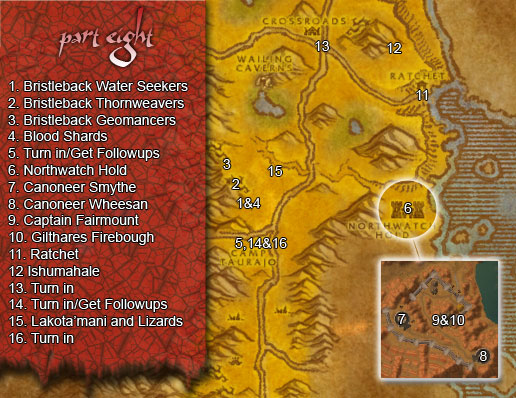 part eight
1. Bristleback Water Seekers
2. Bristleback Thornweavers
3. Bristleback Geomancers
4. Blood Shards
5. Turn in/Get Followups
6. Northwatch Hold
7. Canoneer Smythe
8. Canoneer Wheesan
9. Captain Fairmount
10. Gilthares Firebough
11. Ratchet
12 Ishumahale
13. Turn in
14. Turn in/Get Followups
15. Lakota'mani and Lizards
16. Turn in
CROSSROADS
13
12
WAILING
CAVERNS
RATCHET
11
3
15
2
1&4
6
NORTHWATCH
HOLD
5,14&16
CAMP
TAURAJO
7
9&10
8